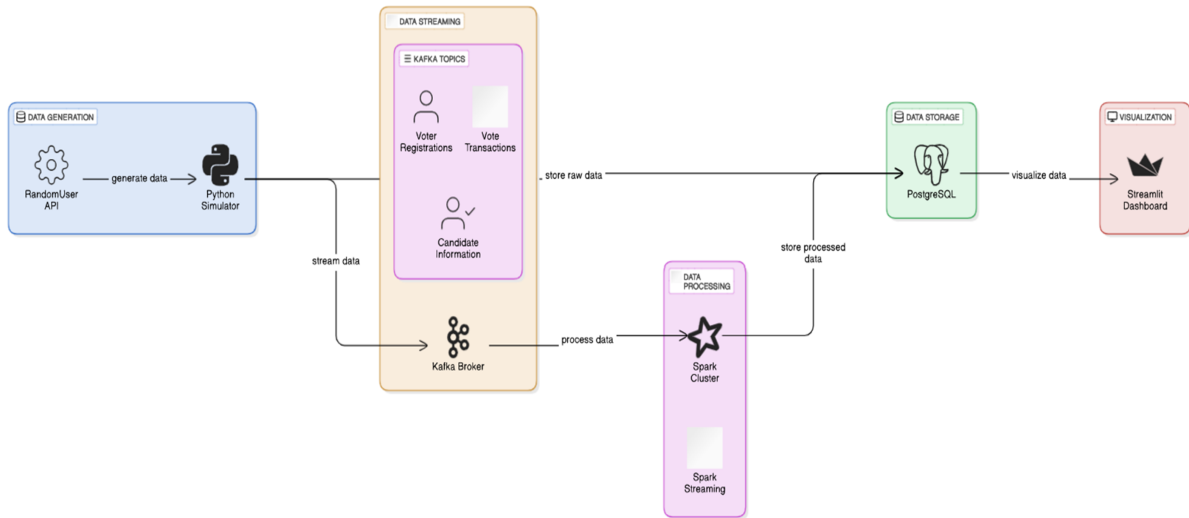 DATA STREAMING
KAFKA TOPICS
Voter
Registrations
Vote
Transactions
Candidate
Information
Kafka Broker
DATA GENERATION
RandomUser
API
generate data
Python
Simulator
stream data
store raw data
process data
DATA
PROCESSING
Spark
Cluster
Spark
Streaming
store processed
data
DATA STORAGE
PostgreSQL
visualize data
VISUALIZATION
Streamlit
Dashboard